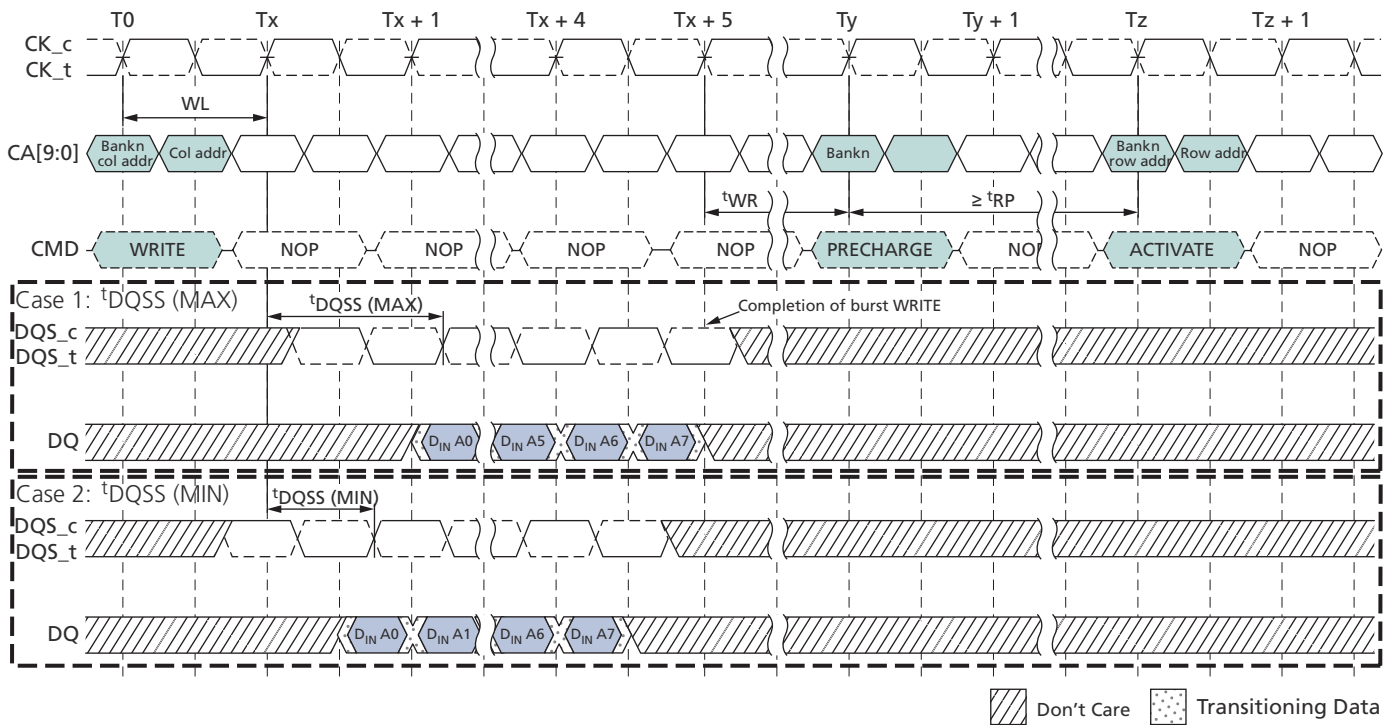 T0 Tx Tx + 1 Tx + 4 Tx + 5 Ty Ty + 1 Tz Tz + 1
CK_c
CK_t
WL
CA[9:0] Bankn col addr Col addr Bankn Bankn row addr Row addr
tWR ≥ tRP
CMD WRITE NOP NOP NOP NOP PRECHARGE NOP ACTIVATE NOP
Case 1: tDQSS (MAX)
tDQSS (MAX) Completion of burst WRITE
DQS_c
DQS_t
DQ DIN A0 DIN A5 DIN A6 DIN A7
Case 2: tDQSS (MIN)
tDQSS (MIN)
DQS_c
DQS_t
DQ DIN A0 DIN A1 DIN A6 DIN A7
Don't Care Transitioning Data